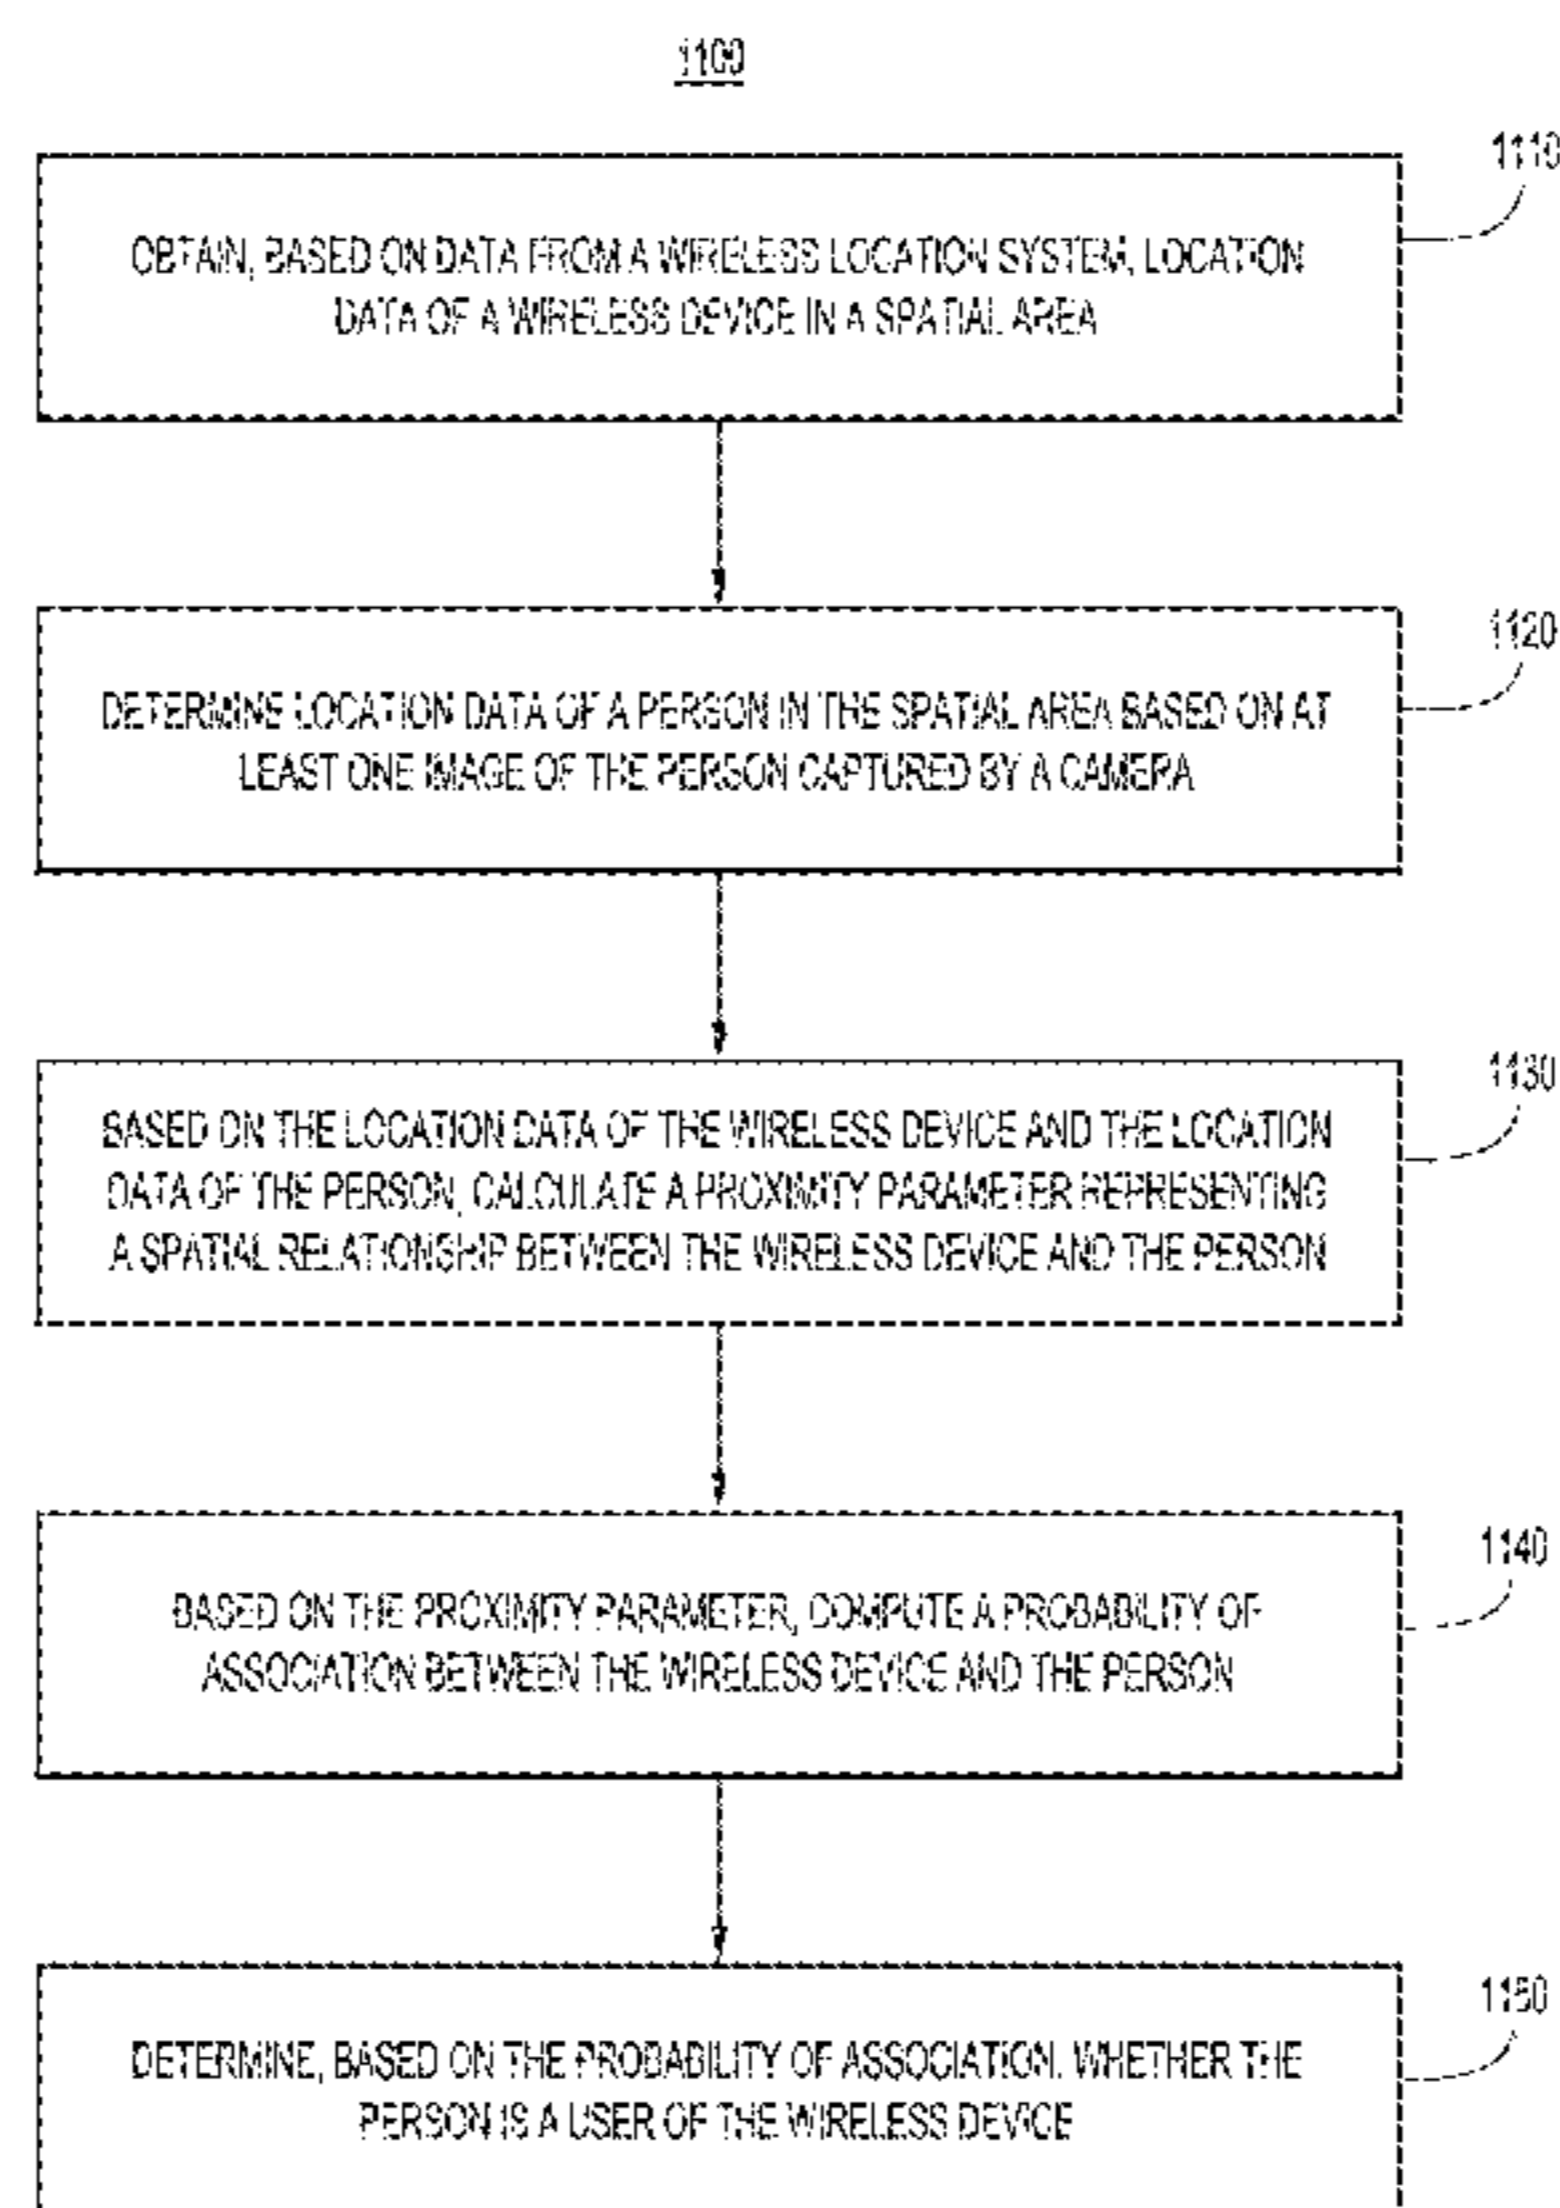 1100
1110
OBTAIN, BASED ON DATA FROM A WIRELESS LOCATION SYSTEM, LOCATION
DATA OF A WIRELESS DEVICE IN A SPATIAL AREA
1120
DETERMINE LOCATION DATA OF A PERSON IN THE SPATIAL AREA BASED ON AT
LEAST ONE IMAGE OF THE PERSON CAPTURED BY A CAMERA
1130
BASED ON THE LOCATION DATA OF THE WIRELESS DEVICE AND THE LOCATION
DATA OF THE PERSON, CALCULATE A PROXIMITY PARAMETER REPRESENTING
A SPATIAL RELATIONSHIP BETWEEN THE WIRELESS DEVICE AND THE PERSON
1140
BASED ON THE PROXIMITY PARAMETER, COMPUTE A PROBABILITY OF
ASSOCIATION BETWEEN THE WIRELESS DEVICE AND THE PERSON
1150
DETERMINE, BASED ON THE PROBABILITY OF ASSOCIATION, WHETHER THE
PERSON IS A USER OF THE WIRELESS DEVICE